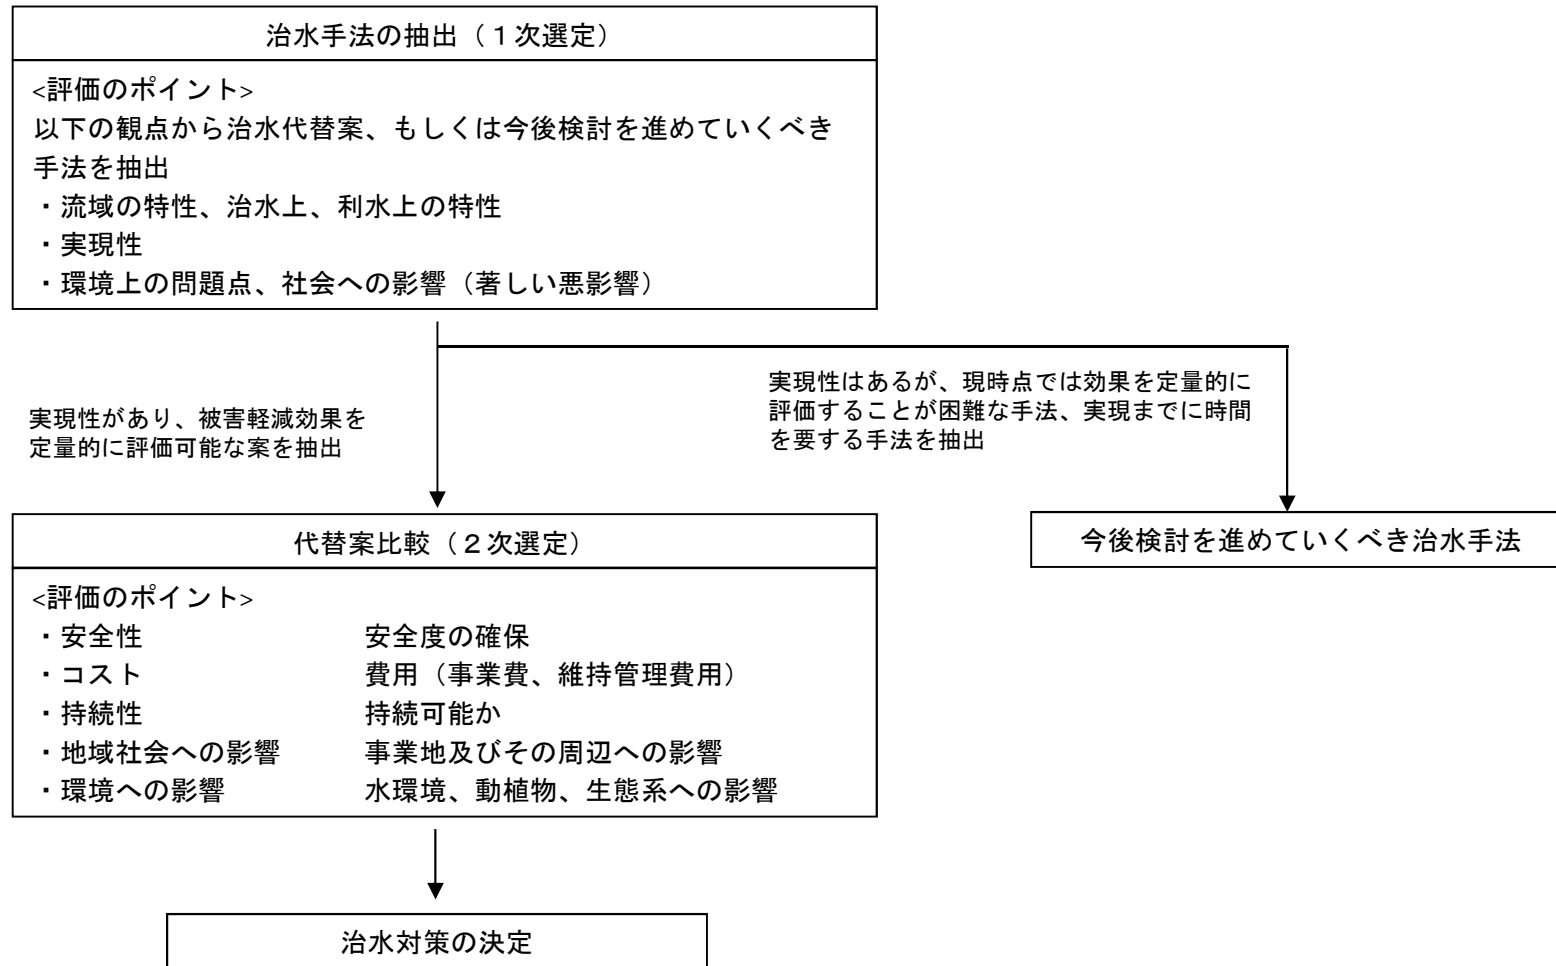 治水手法の抽出（１次選定）
<評価のポイント>
以下の観点から治水代替案、もしくは今後検討を進めていくべき
手法を抽出
・流域の特性、治水上、利水上の特性
・実現性
・環境上の問題点、社会への影響（著しい悪影響）
実現性があり、被害軽減効果を
定量的に評価可能な案を抽出
実現性はあるが、現時点では効果を定量的に
評価することが困難な手法、実現までに時間
を要する手法を抽出
代替案比較（２次選定）
<評価のポイント>
・安全性 安全度の確保
・コスト 費用（事業費、維持管理費用）
・持続性 持続可能か
・地域社会への影響 事業地及びその周辺への影響
・環境への影響 水環境、動植物、生態系への影響
今後検討を進めていくべき治水手法
治水対策の決定